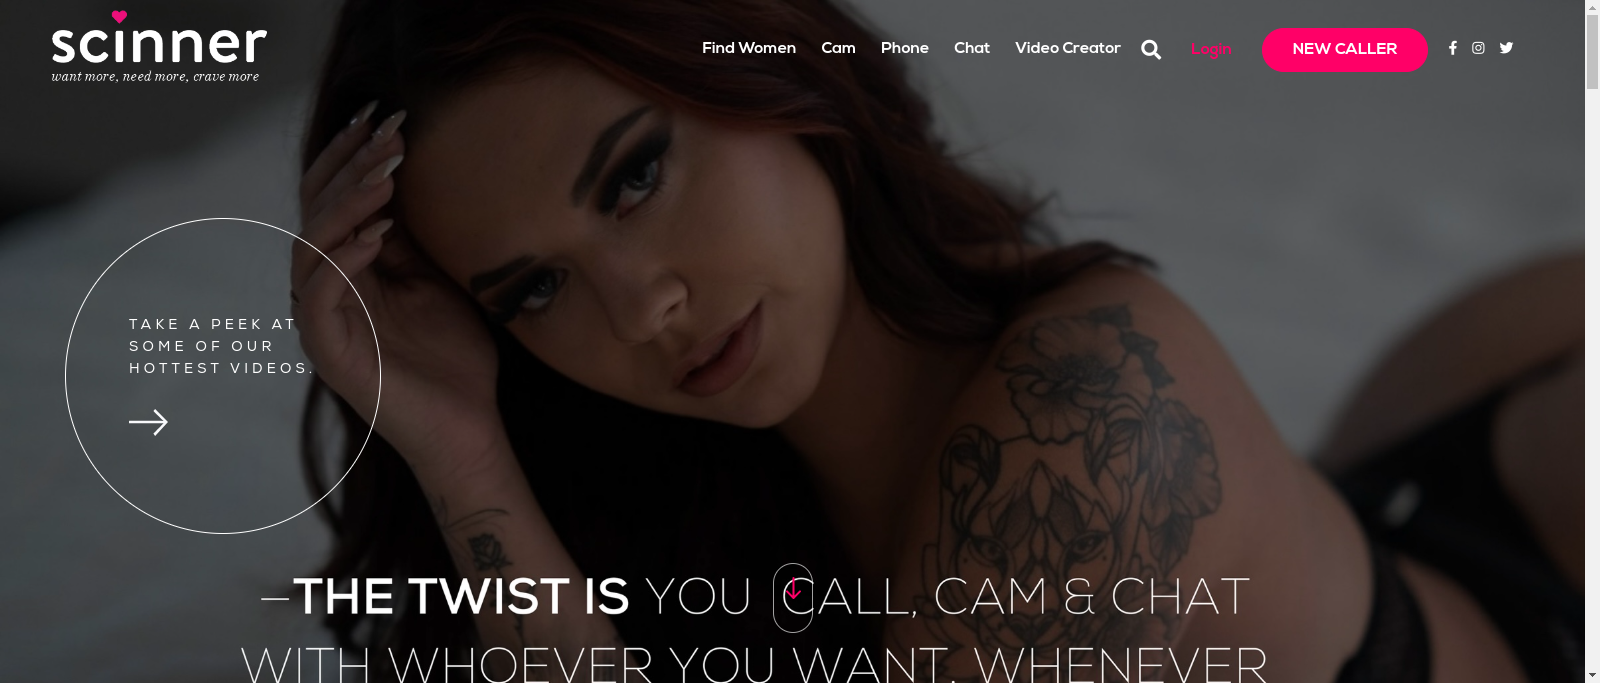 scinner
want more, need more, crave more
Find Women Cam Phone Chat Video Creator Login NEW CALLER
TAKE A PEEK AT
SOME OF OUR
HOTTEST VIDEOS.
—THE TWIST IS YOU CALL, CAM & CHAT
WITH WHOEVER YOU WANT, WHENEVER